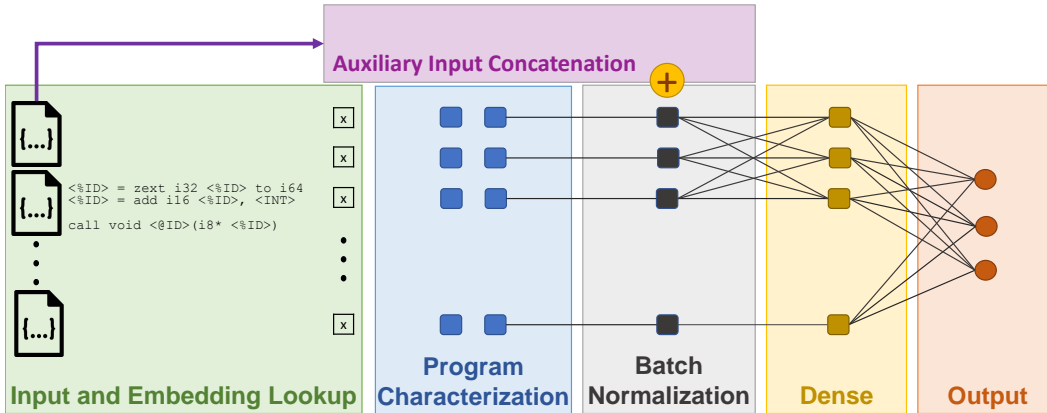 Auxiliary Input Concatenation
+
{...}
x
x
{...}
<%ID> = zext i32 <%ID> to i64
<%ID> = add i16 <%ID>, <INT>
call void <@ID>(i8* <%ID>)
x
{...}
x
Input and Embedding Lookup
Program
Characterization
Batch
Normalization
Dense
Output